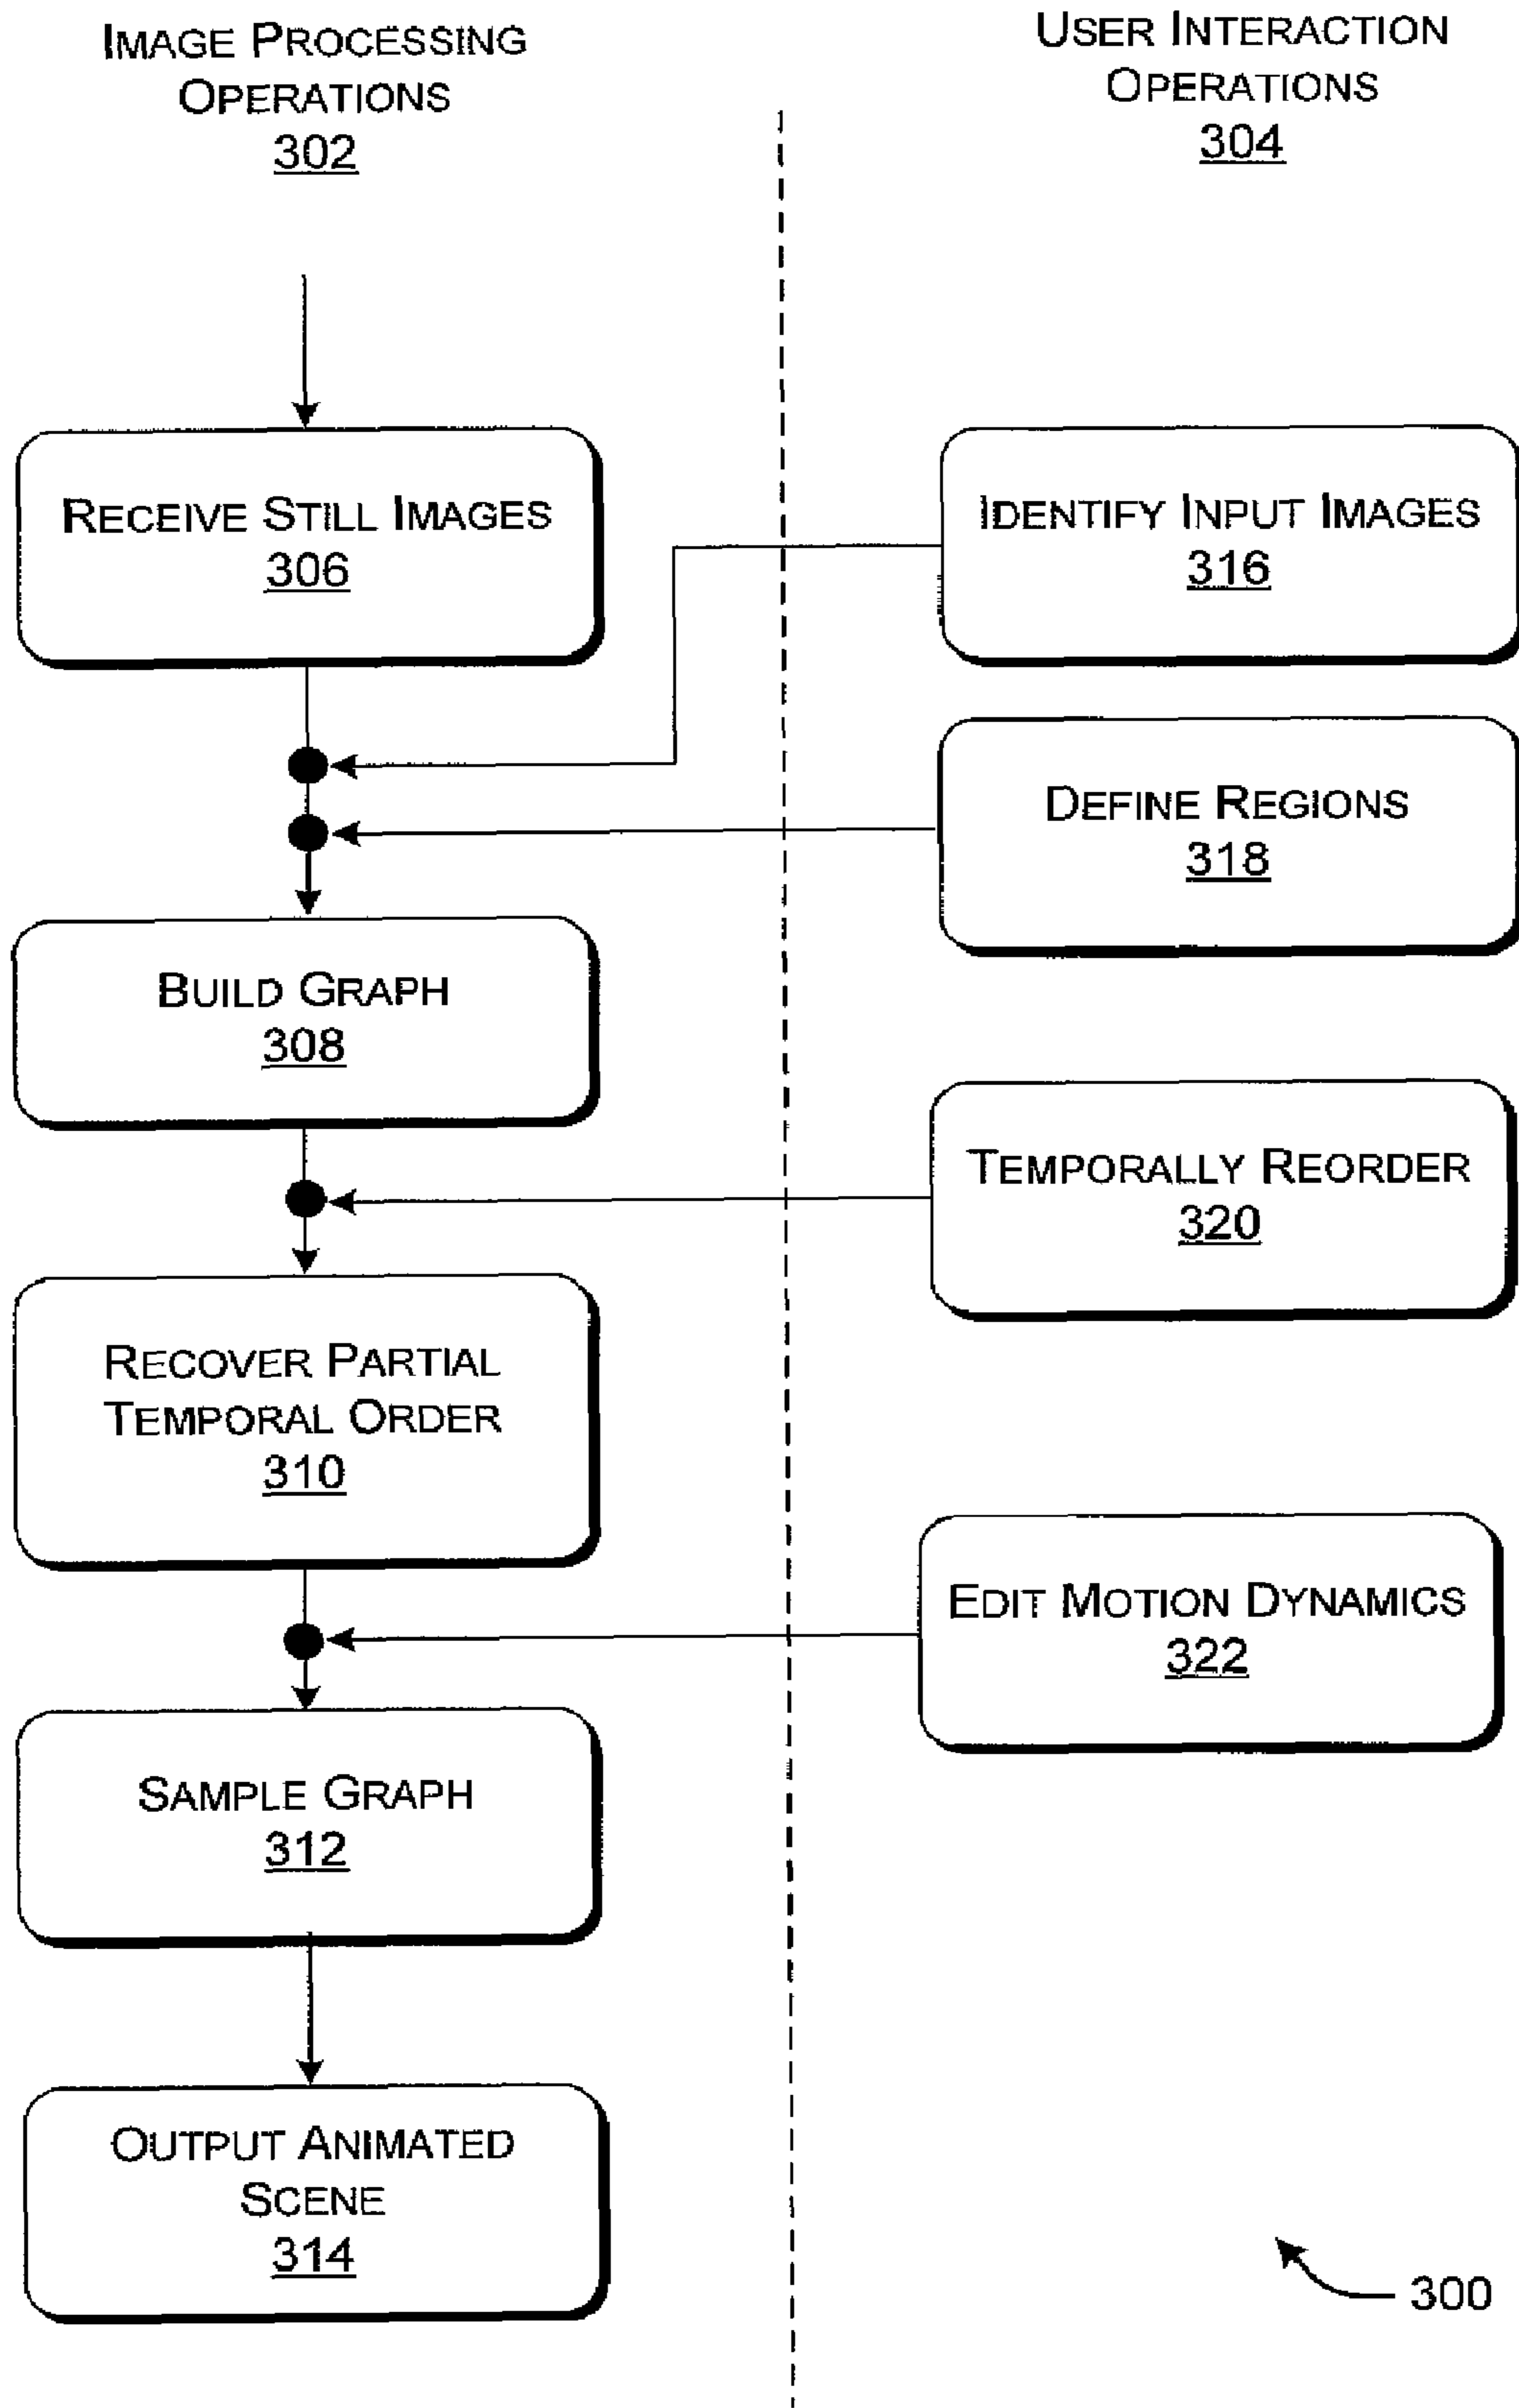 IMAGE PROCESSING
OPERATIONS
302
USER INTERACTION
OPERATIONS
304
RECEIVE STILL IMAGES
306
IDENTIFY INPUT IMAGES
316
DEFINE REGIONS
318
BUILD GRAPH
308
TEMPORALLY REORDER
320
RECOVER PARTIAL
TEMPORAL ORDER
310
EDIT MOTION DYNAMICS
322
SAMPLE GRAPH
312
OUTPUT ANIMATED
SCENE
314
300